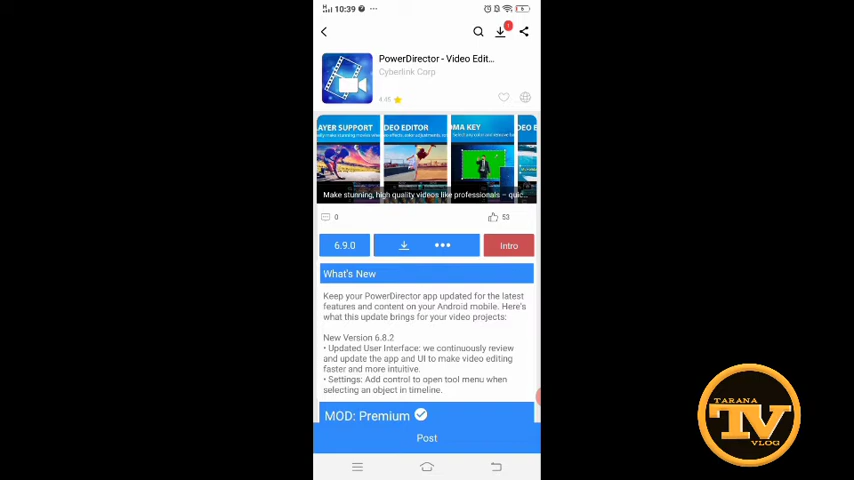 10:39
PowerDirector - Video Edit...
Cyberlink Corp
4.45
AYER SUPPORT
DEO EDITOR
OMA KEY
DEO E
Make stunning, high quality videos like professionals – quic...
0
53
6.9.0
Intro
What's New
Keep your PowerDirector app updated for the latest
features and content on your Android mobile. Here's
what this update brings for your video projects:
New Version 6.8.2
• Updated User Interface: we continuously review
and update the app and UI to make video editing
faster and more intuitive.
• Settings: Add control to open tool menu when
selecting an object in timeline.
MOD: Premium
Post
TARANA
TV
VLOG